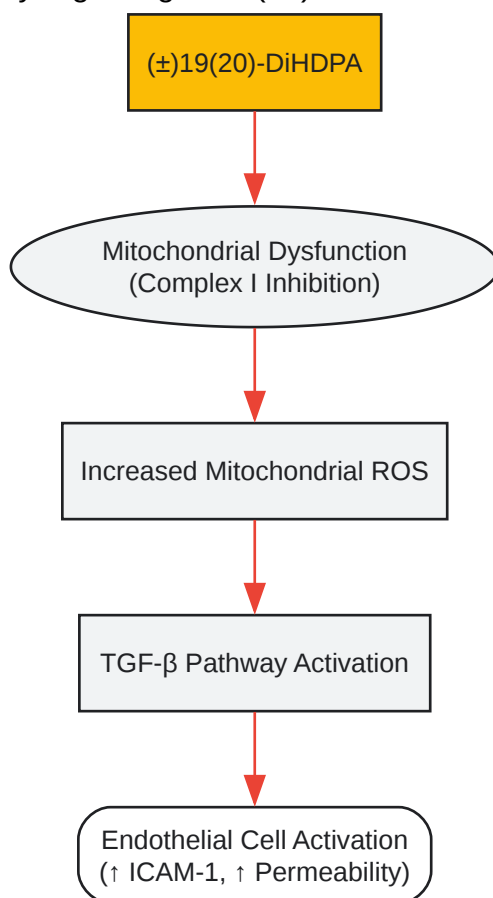 (±)19(20)-DiHDPA
Mitochondrial Dysfunction
(Complex I Inhibition)
Increased Mitochondrial ROS
TGF-β Pathway Activation
Endothelial Cell Activation
(↑ ICAM-1, ↑ Permeability)